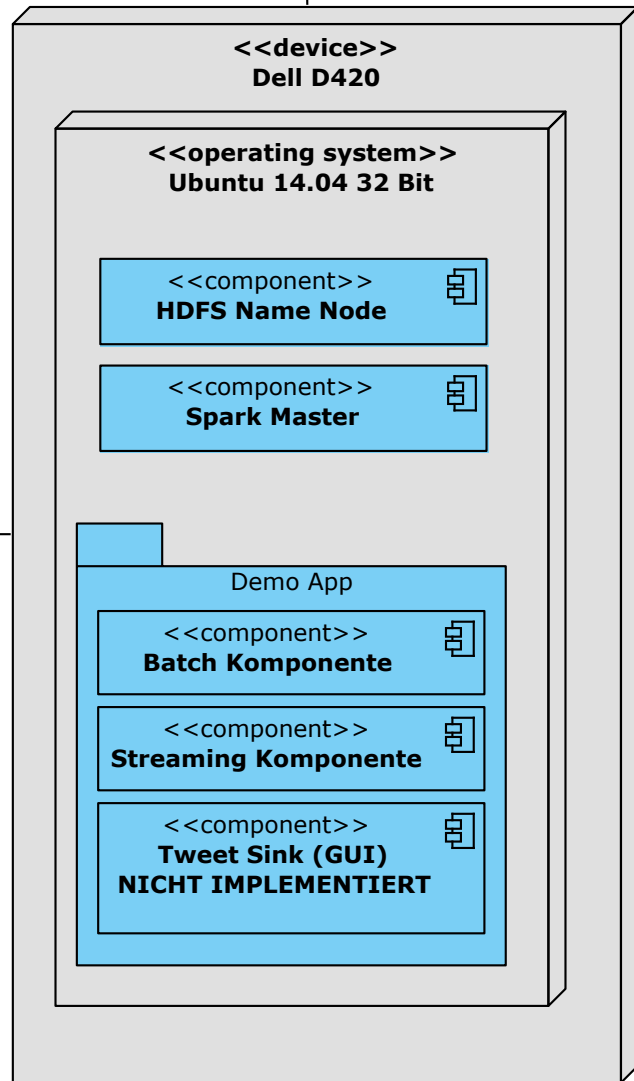 <<device>>
Dell D420
<<operating system>>
Ubuntu 14.04 32 Bit
<<component>>
HDFS Name Node
<<component>>
Spark Master
Demo App
<<component>>
Batch Komponente
<<component>>
Streaming Komponente
<<component>>
Tweet Sink (GUI)
NICHT IMPLEMENTIERT